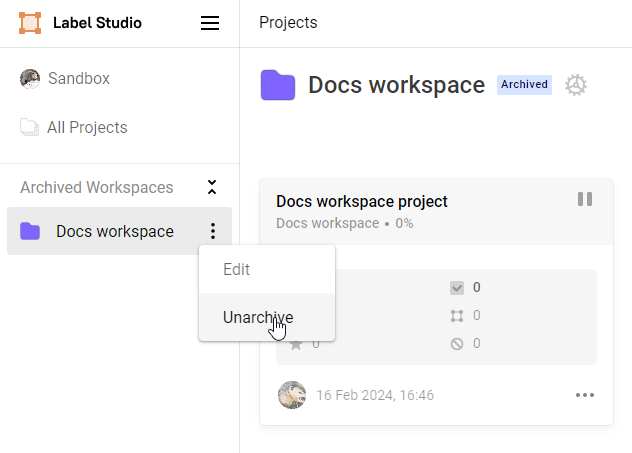 Label Studio
Projects
Sandbox
All Projects
Archived Workspaces
Docs workspace
Edit
Unarchive
Docs workspace Archived
Docs workspace project
Docs workspace • 0%
0
0
0 0
16 Feb 2024, 16:46